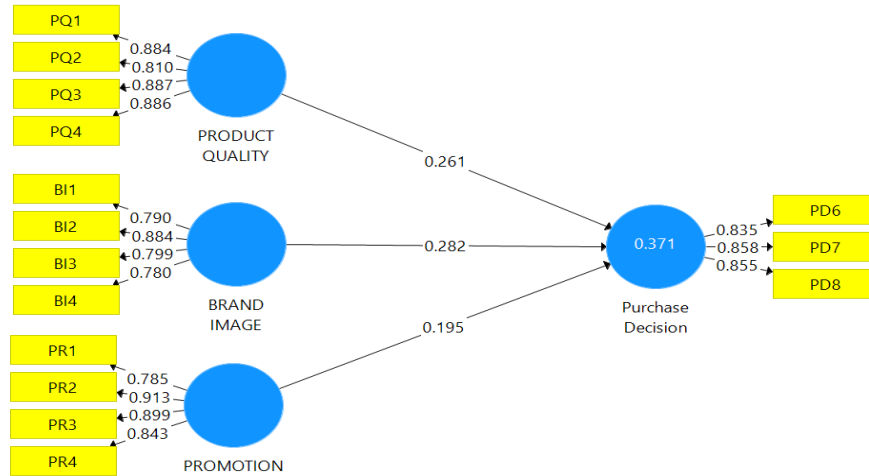 PQ1
0.884
PQ2
0.810
PQ3
0.887
0.886
PQ4
PRODUCT
QUALITY
0.261
BI1
0.790
BI2
0.884
BI3
0.799
0.780
BI4
BRAND
IMAGE
0.282
PR1
0.785
PR2
0.913
PR3
0.899
0.843
PR4
PROMOTION
0.195
0.371
Purchase
Decision
0.835
PD6
0.858
PD7
0.855
PD8